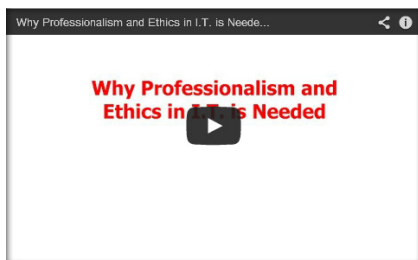 Why Professionalism and Ethics in I.T. is Neede...
Why Professionalism and
Ethics in I.T. is Needed